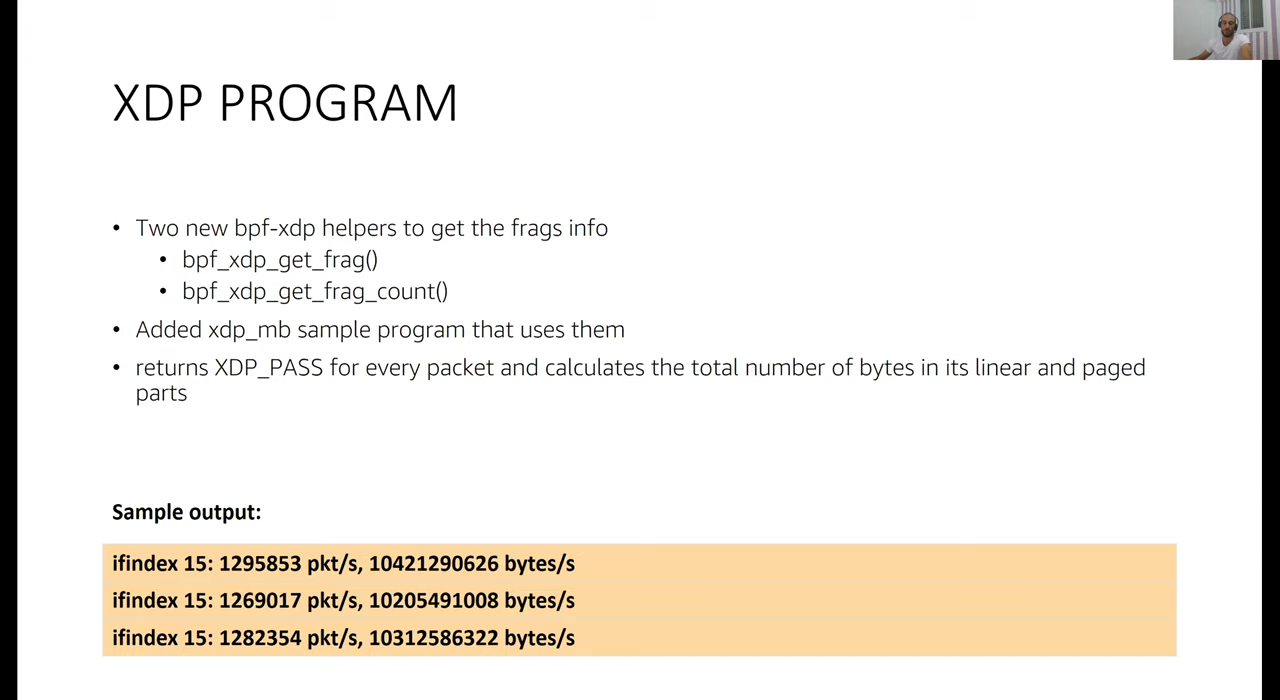 XDP PROGRAM
• Two new bpf-xdp helpers to get the frags info
• bpf_xdp_get_frag()
• bpf_xdp_get_frag_count()
• Added xdp_mb sample program that uses them
• returns XDP_PASS for every packet and calculates the total number of bytes in its linear and paged
parts
Sample output:
ifindex 15: 1295853 pkt/s, 10421290626 bytes/s
ifindex 15: 1269017 pkt/s, 10205491008 bytes/s
ifindex 15: 1282354 pkt/s, 10312586322 bytes/s